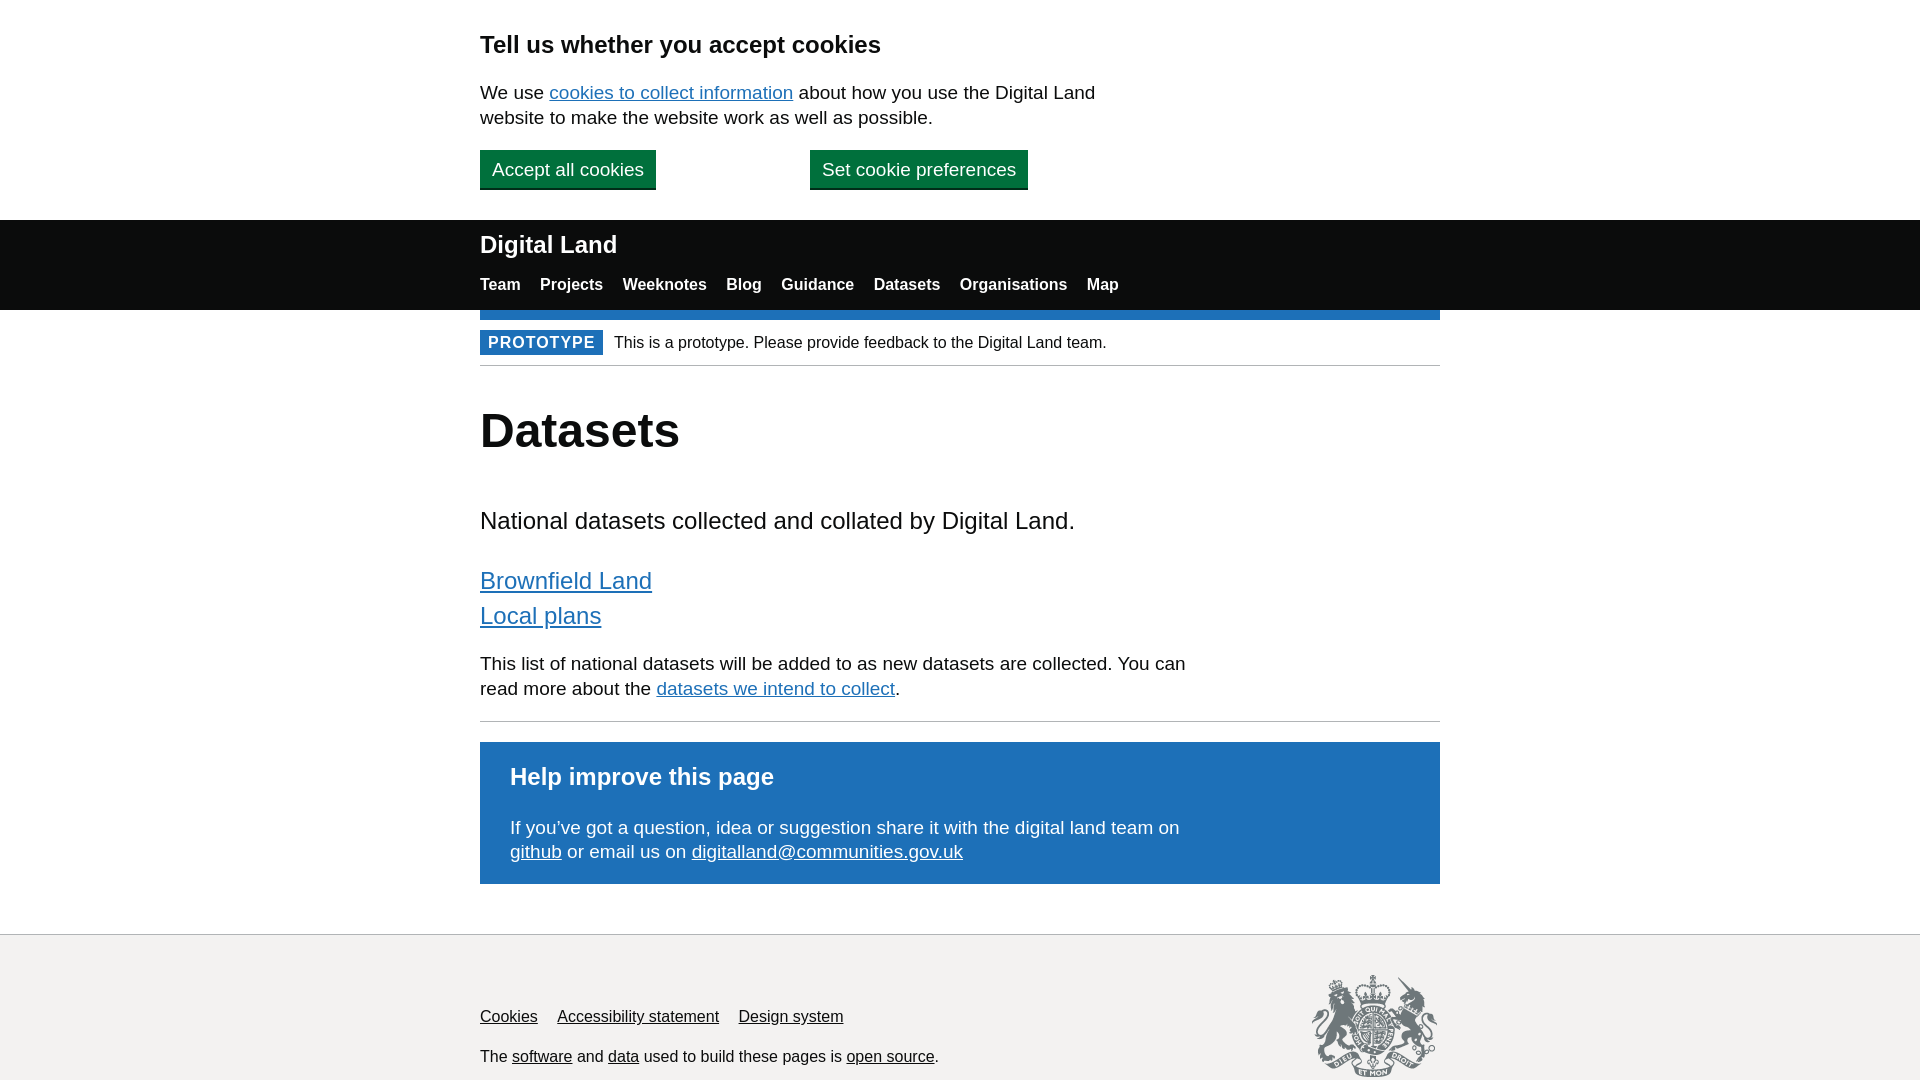 Tell us whether you accept cookies
We use cookies to collect information about how you use the Digital Land
website to make the website work as well as possible.
Accept all cookies
Set cookie preferences
Digital Land
Team Projects Weeknotes Blog Guidance Datasets Organisations Map
PROTOTYPE This is a prototype. Please provide feedback to the Digital Land team.
Datasets
National datasets collected and collated by Digital Land.
Brownfield Land
Local plans
This list of national datasets will be added to as new datasets are collected. You can
read more about the datasets we intend to collect.
Help improve this page
If you’ve got a question, idea or suggestion share it with the digital land team on
github or email us on digitalland@communities.gov.uk
Cookies Accessibility statement Design system
The software and data used to build these pages is open source.
DIEU ET MON DROIT